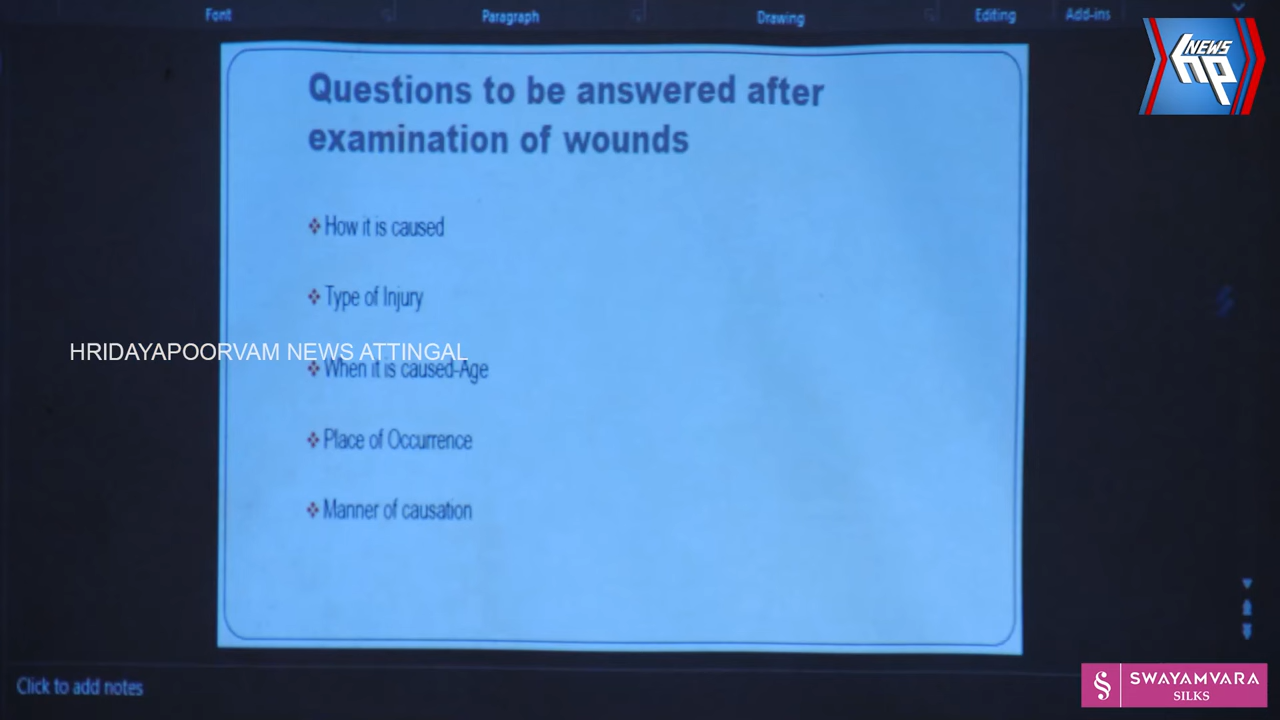 Font
Paragraph
Drawing
Editing
Add-ins
NEWS
hp
Questions to be answered after
examination of wounds
❖ How it is caused
❖ Type of Injury
HRIDAYAPOORVAM NEWS ATTINGAL
❖ When it is caused-Age
❖ Place of Occurrence
❖ Manner of causation
Click to add notes
SWAYAMVARA
SILKS